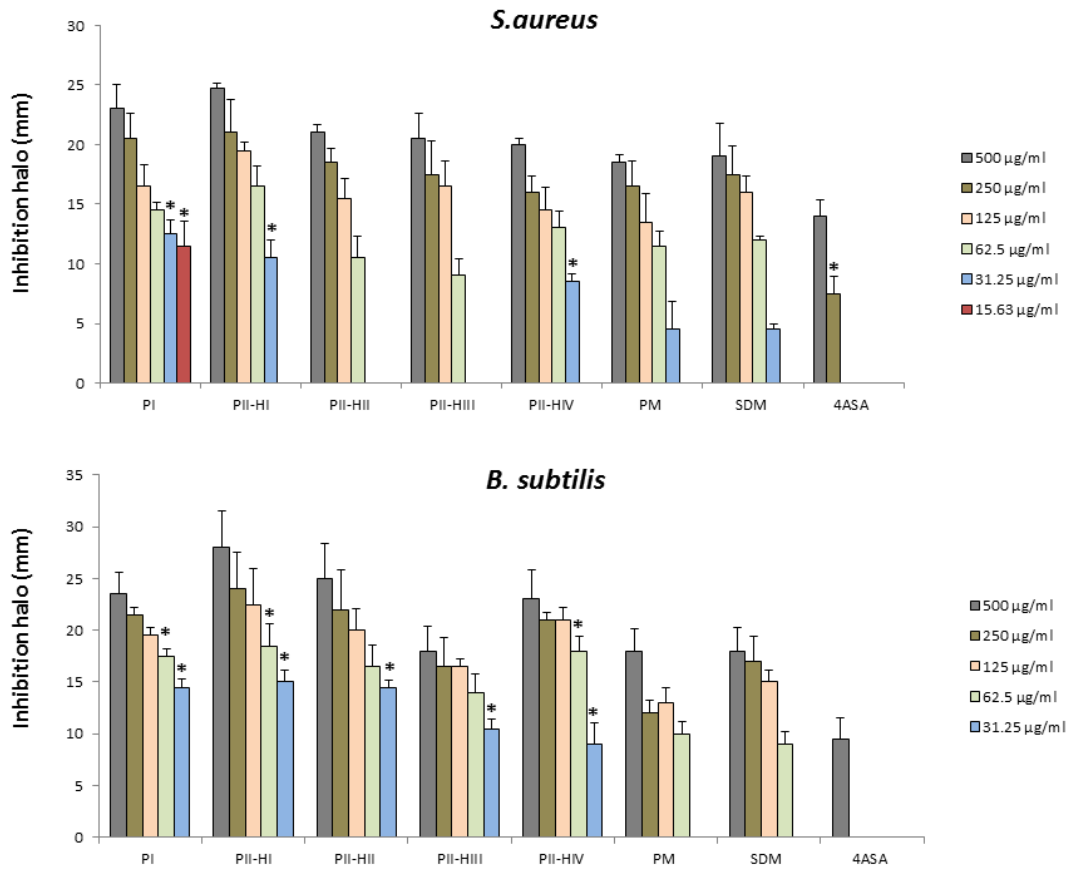 S.aureus
Inhibition halo (mm)
30
25
20
15
10
5
0
* *
*
*
*
PI PII-HI PII-HII PII-HIII PII-HIV PM SDM 4ASA
500 µg/ml
250 µg/ml
125 µg/ml
62.5 µg/ml
31.25 µg/ml
15.63 µg/ml
B. subtilis
Inhibition halo (mm)
35
30
25
20
15
10
5
0
* *
* *
*
*
* *
PI PII-HI PII-HII PII-HIII PII-HIV PM SDM 4ASA
500 µg/ml
250 µg/ml
125 µg/ml
62.5 µg/ml
31.25 µg/ml